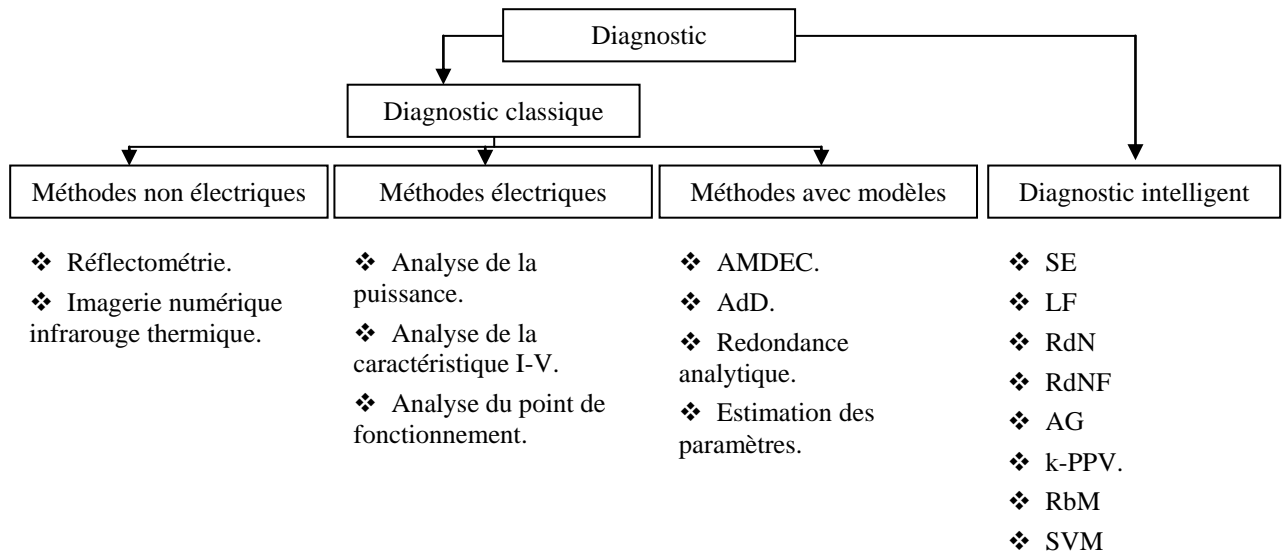 Diagnostic
Diagnostic classique
Méthodes non électriques
Méthodes électriques
Méthodes avec modèles
Diagnostic intelligent
❖ Réflectométrie.
❖ Imagerie numérique
infrarouge thermique.
❖ Analyse de la
puissance.
❖ Analyse de la
caractéristique I-V.
❖ Analyse du point de
fonctionnement.
❖ AMDEC.
❖ AdD.
❖ Redondance
analytique.
❖ Estimation des
paramètres.
❖ SE
❖ LF
❖ RdN
❖ RdNF
❖ AG
❖ k-PPV.
❖ RbM
❖ SVM